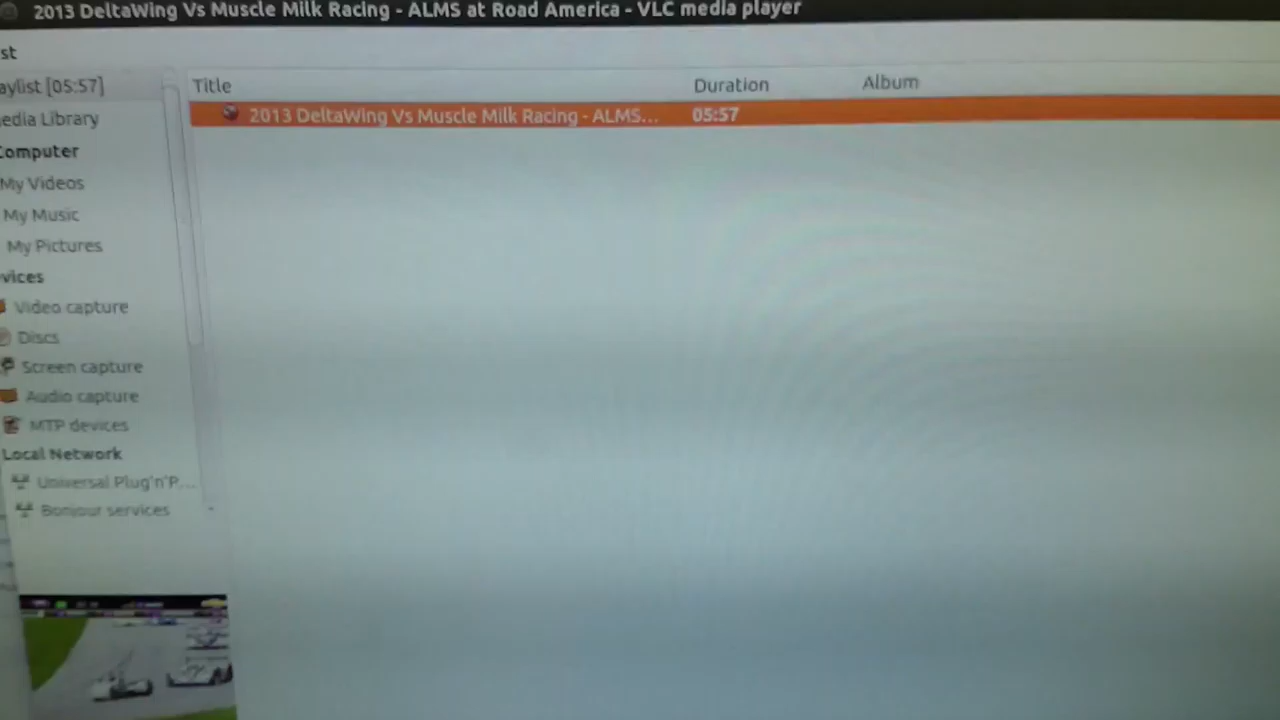 2013 DeltaWing Vs Muscle Milk Racing - ALMS at Road America - VLC media player
st
aylist [05:57]
Title Duration Album
2013 DeltaWing Vs Muscle Milk Racing - ALMS... 05:57
edia Library
Computer
My Videos
My Music
My Pictures
vices
Video capture
Discs
Screen capture
Audio capture
MTP devices
Local Network
Universal Plug'n'P...
Bonjour services